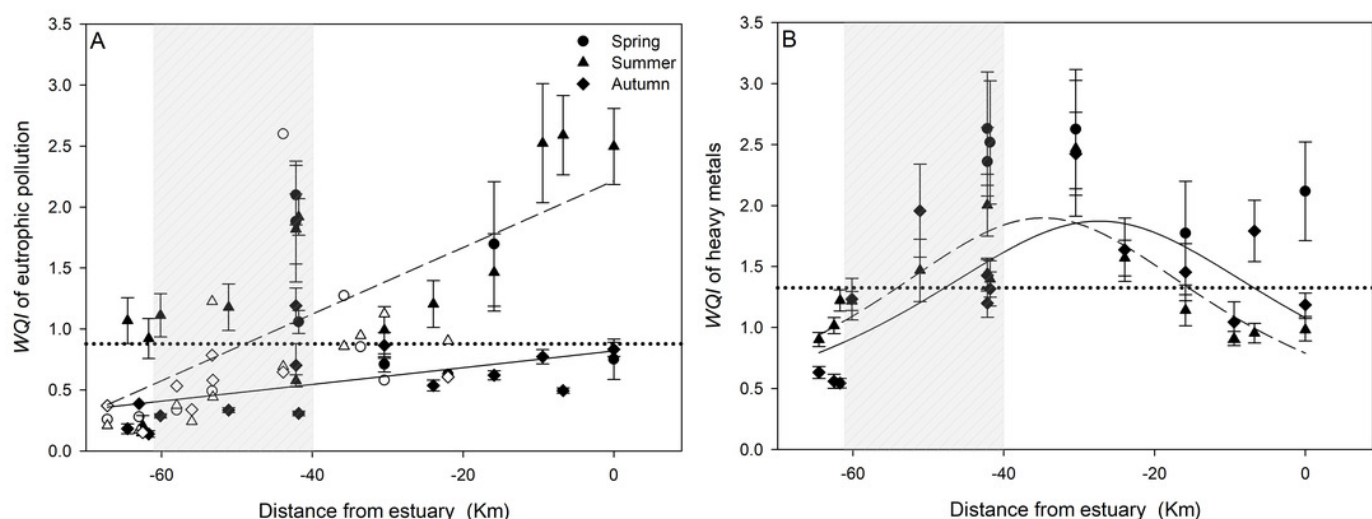 A
Spring
Summer
Autumn
WQI of eutrophic pollution
3.5
3.0
2.5
2.0
1.5
1.0
0.5
0.0
-60
-40
-20
0
Distance from estuary (Km)
B
WQI of heavy metals
3.5
3.0
2.5
2.0
1.5
1.0
0.5
0.0
-60
-40
-20
0
Distance from estuary (Km)